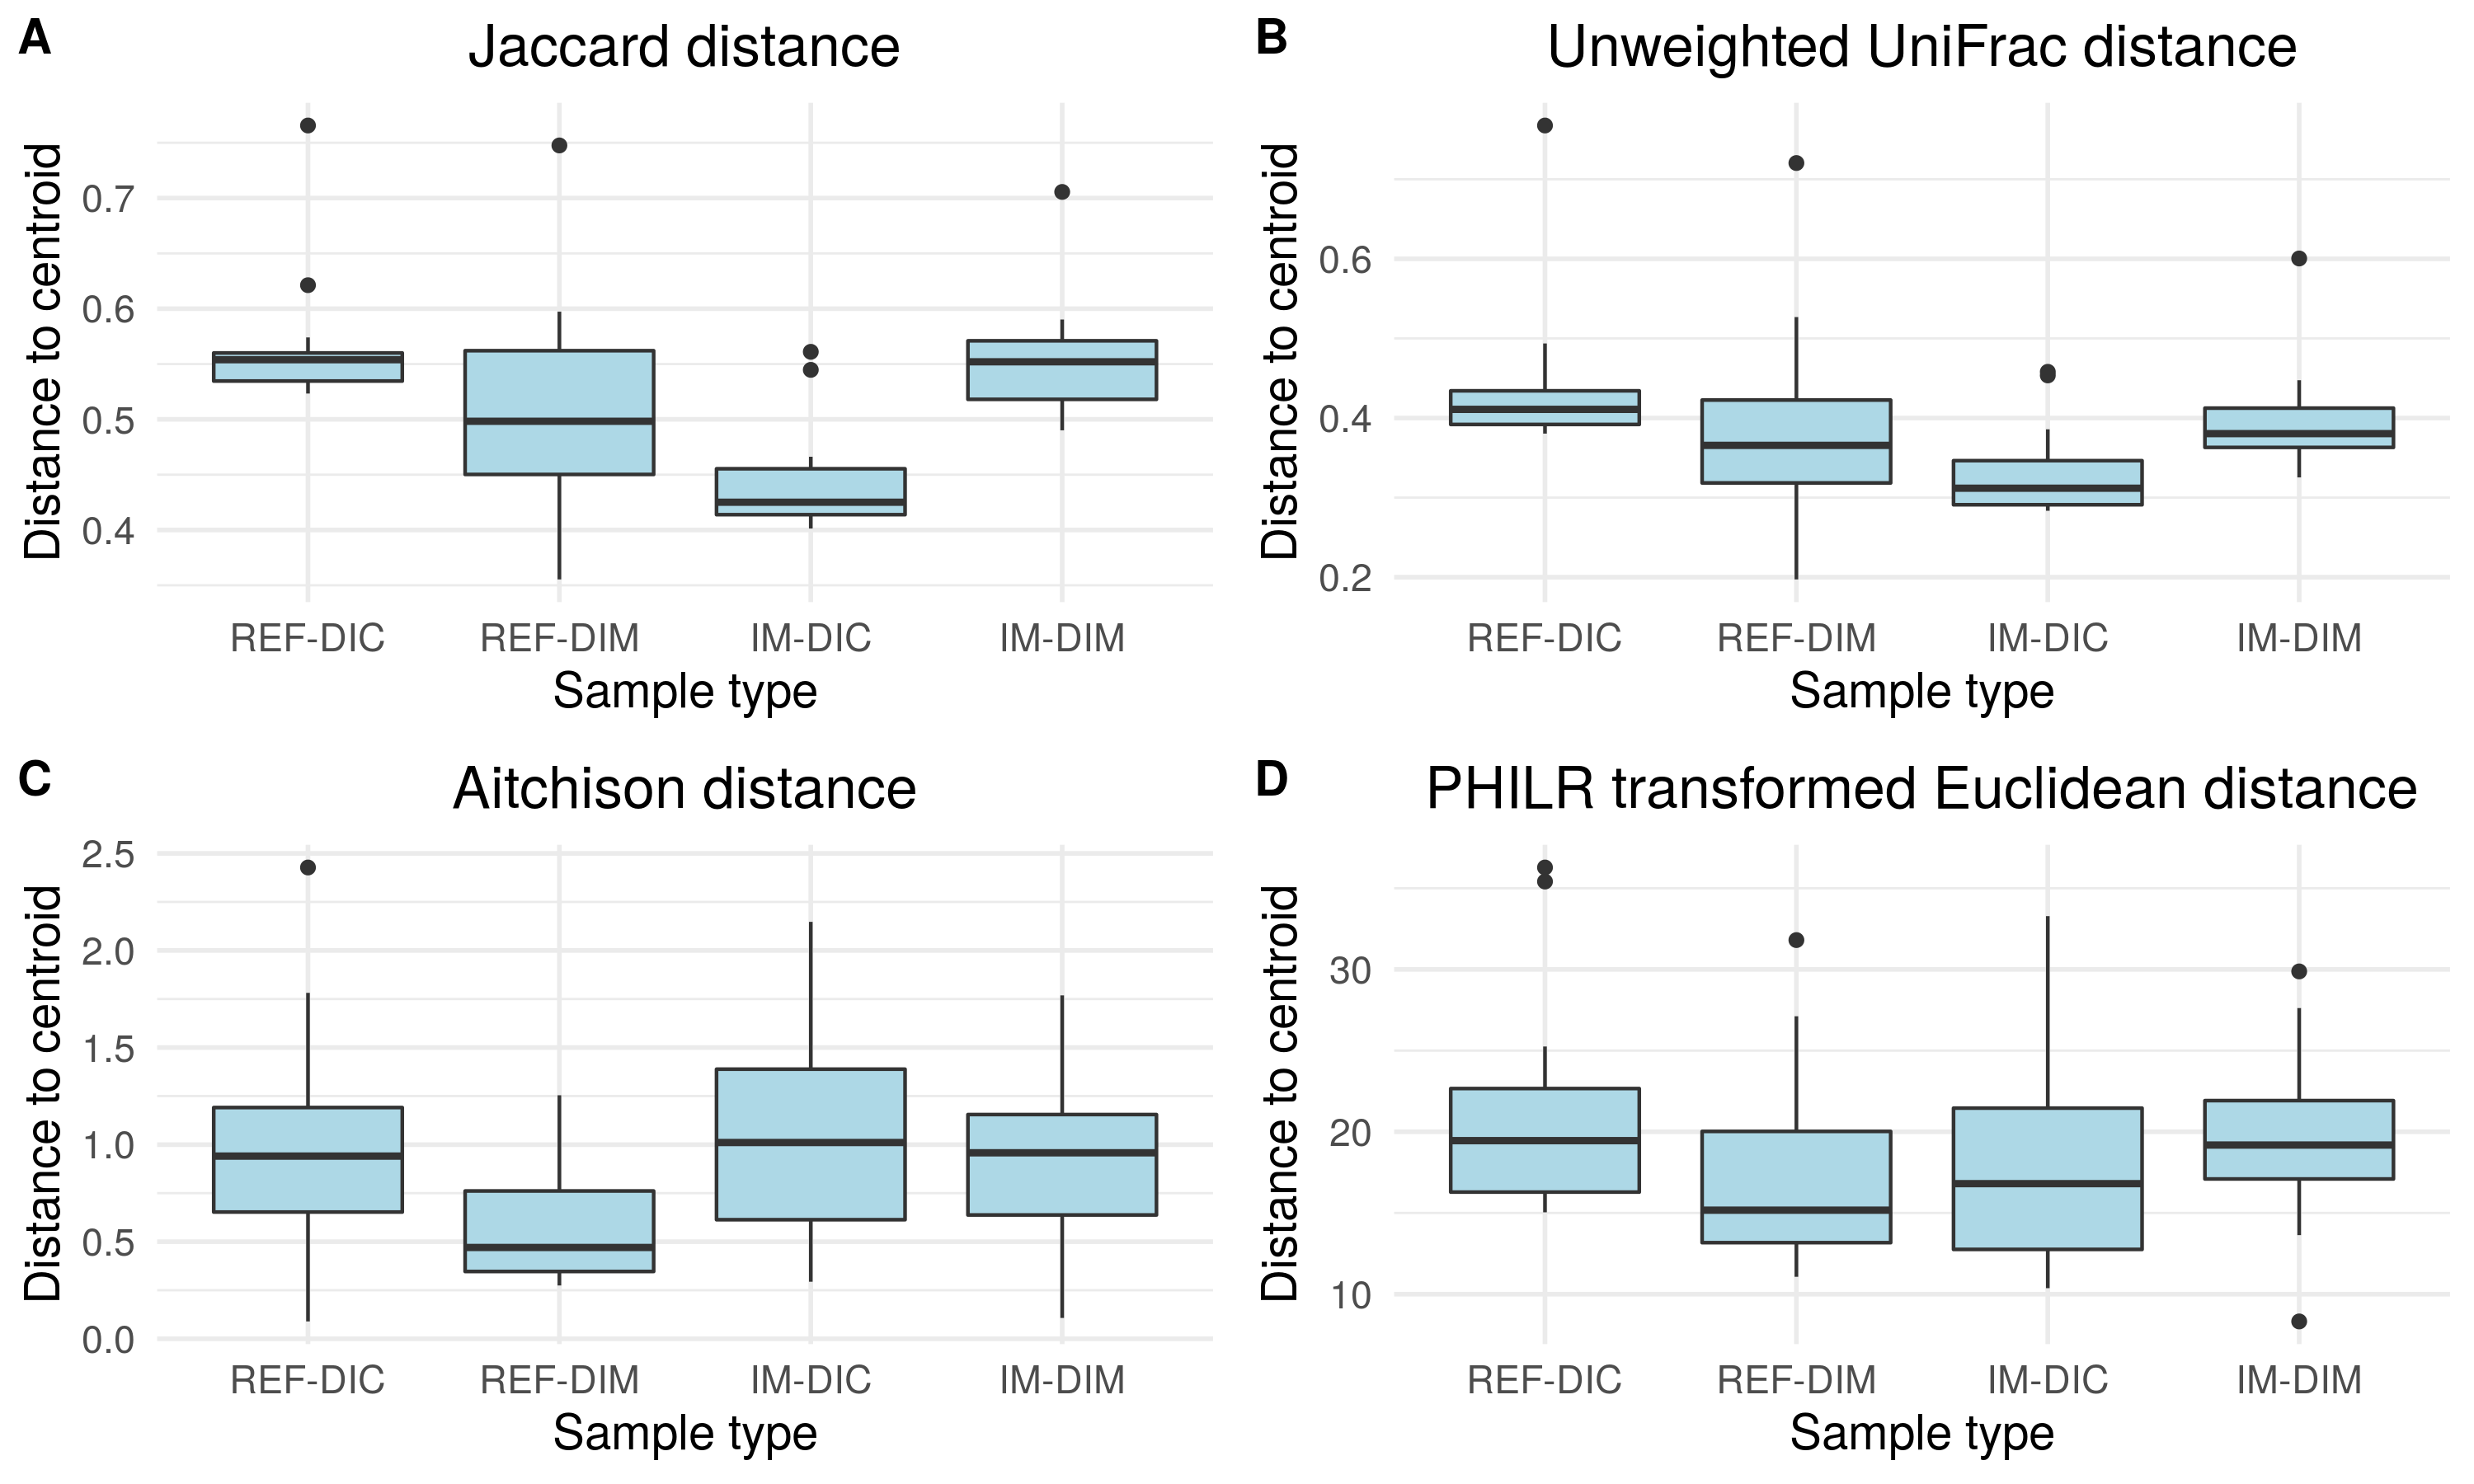 A
Jaccard distance
Distance to centroid
0.7
0.6
0.5
0.4
REF-DIC REF-DIM IM-DIC IM-DIM
Sample type
B
Unweighted UniFrac distance
Distance to centroid
0.6
0.4
0.2
REF-DIC REF-DIM IM-DIC IM-DIM
Sample type
C
Aitchison distance
Distance to centroid
2.5
2.0
1.5
1.0
0.5
0.0
REF-DIC REF-DIM IM-DIC IM-DIM
Sample type
D
PHILR transformed Euclidean distance
Distance to centroid
30
20
10
REF-DIC REF-DIM IM-DIC IM-DIM
Sample type